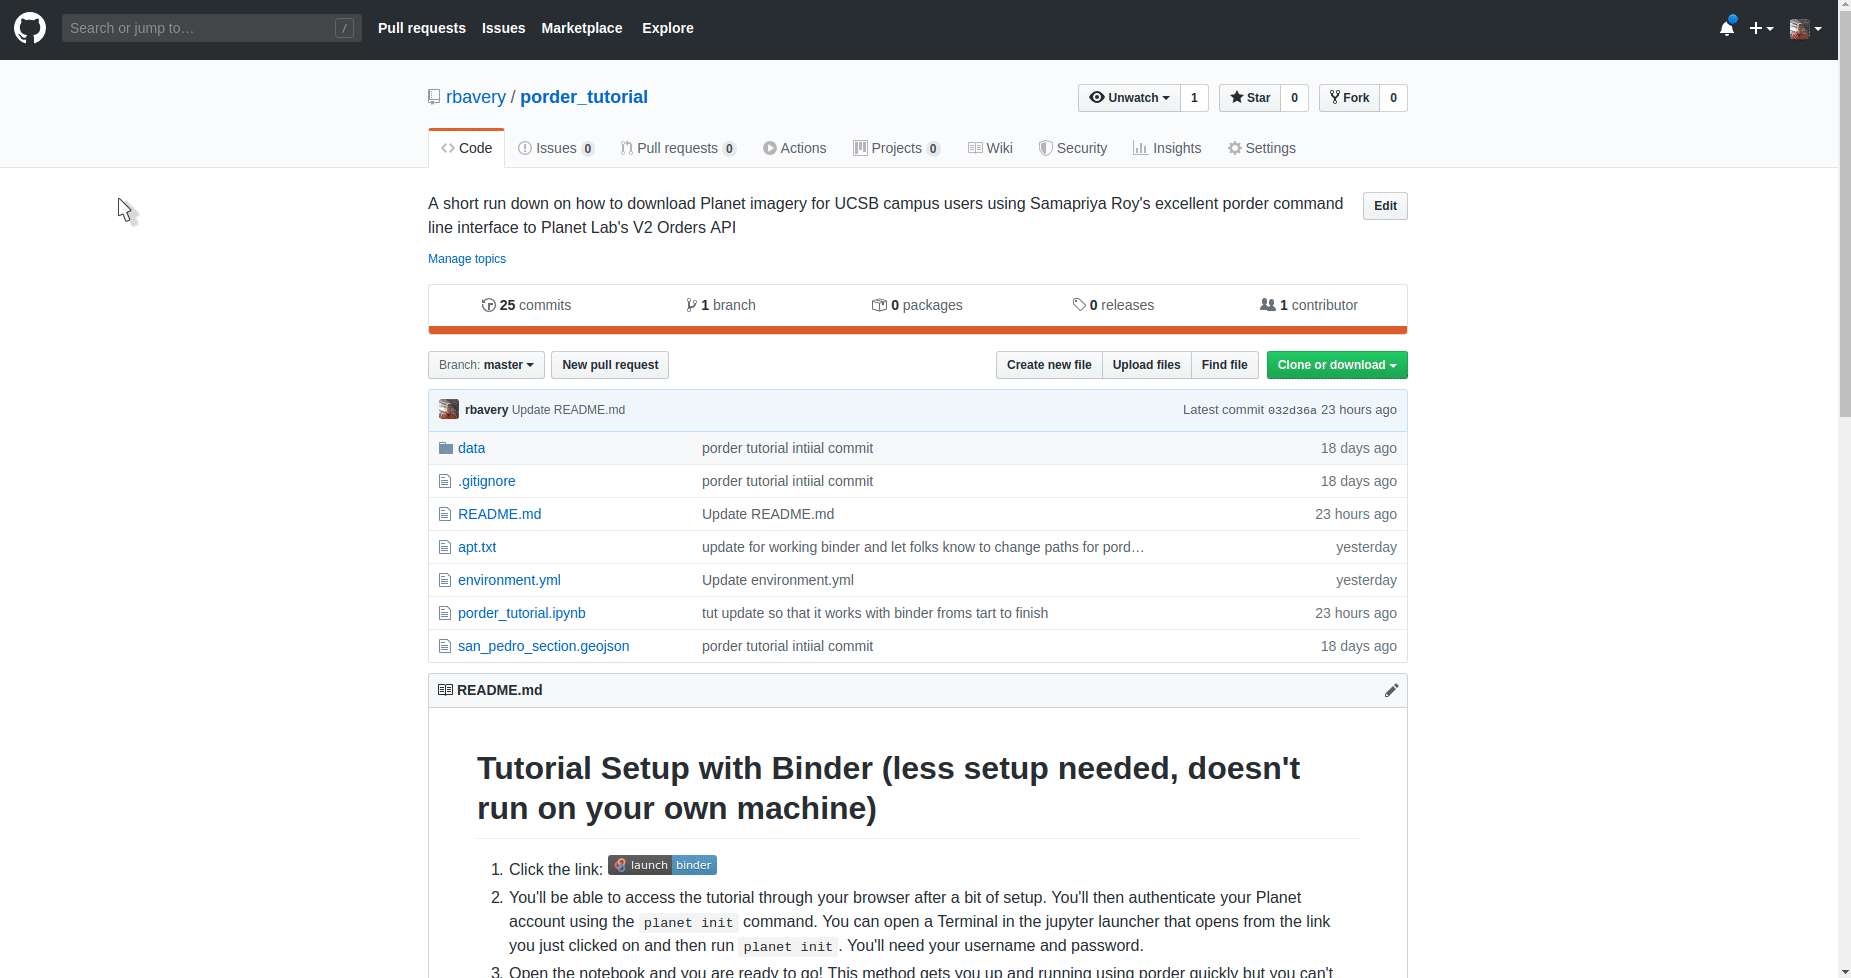 Search or jump to… / Pull requests Issues Marketplace Explore
rbavery / porder_tutorial Unwatch 1 Star 0 Fork 0
Code Issues 0 Pull requests 0 Actions Projects 0 Wiki Security Insights Settings
A short run down on how to download Planet imagery for UCSB campus users using Samapriya Roy's excellent porder command
line interface to Planet Lab's V2 Orders API
Edit
Manage topics
25 commits 1 branch 0 packages 0 releases 1 contributor
Branch: master New pull request Create new file Upload files Find file Clone or download
rbavery Update README.md Latest commit 032d36a 23 hours ago
data porder tutorial intiial commit 18 days ago
.gitignore porder tutorial intiial commit 18 days ago
README.md Update README.md 23 hours ago
apt.txt update for working binder and let folks know to change paths for pord… yesterday
environment.yml Update environment.yml yesterday
porder_tutorial.ipynb tut update so that it works with binder froms tart to finish 23 hours ago
san_pedro_section.geojson porder tutorial intiial commit 18 days ago
README.md
Tutorial Setup with Binder (less setup needed, doesn't
run on your own machine)
1. Click the link: launch binder
2. You'll be able to access the tutorial through your browser after a bit of setup. You'll then authenticate your Planet
account using the planet init command. You can open a Terminal in the jupyter launcher that opens from the link
you just clicked on and then run planet init . You'll need your username and password.
3. Open the notebook and you are ready to go! This method gets you up and running using porder quickly but you can't